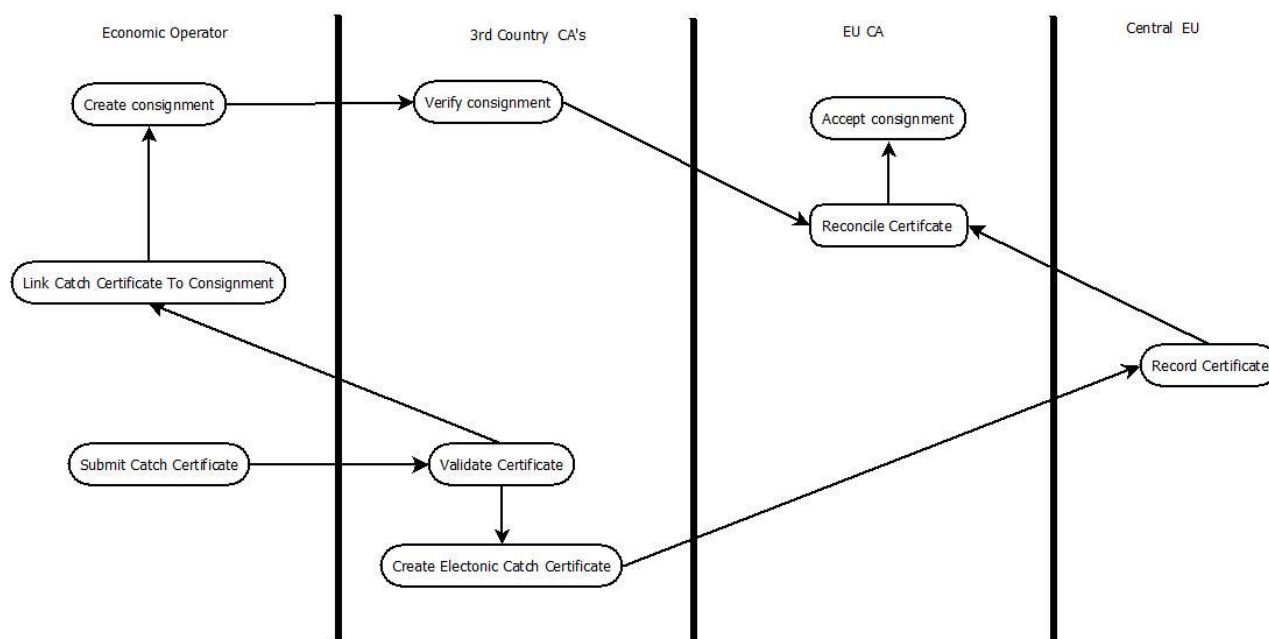 Economic Operator
3rd Country CA's
EU CA
Central EU
Create consignment
Verify consignment
Accept consignment
Reconcile Certifcate
Link Catch Certificate To Consignment
Record Certificate
Submit Catch Certificate
Validate Certificate
Create Electonic Catch Certificate